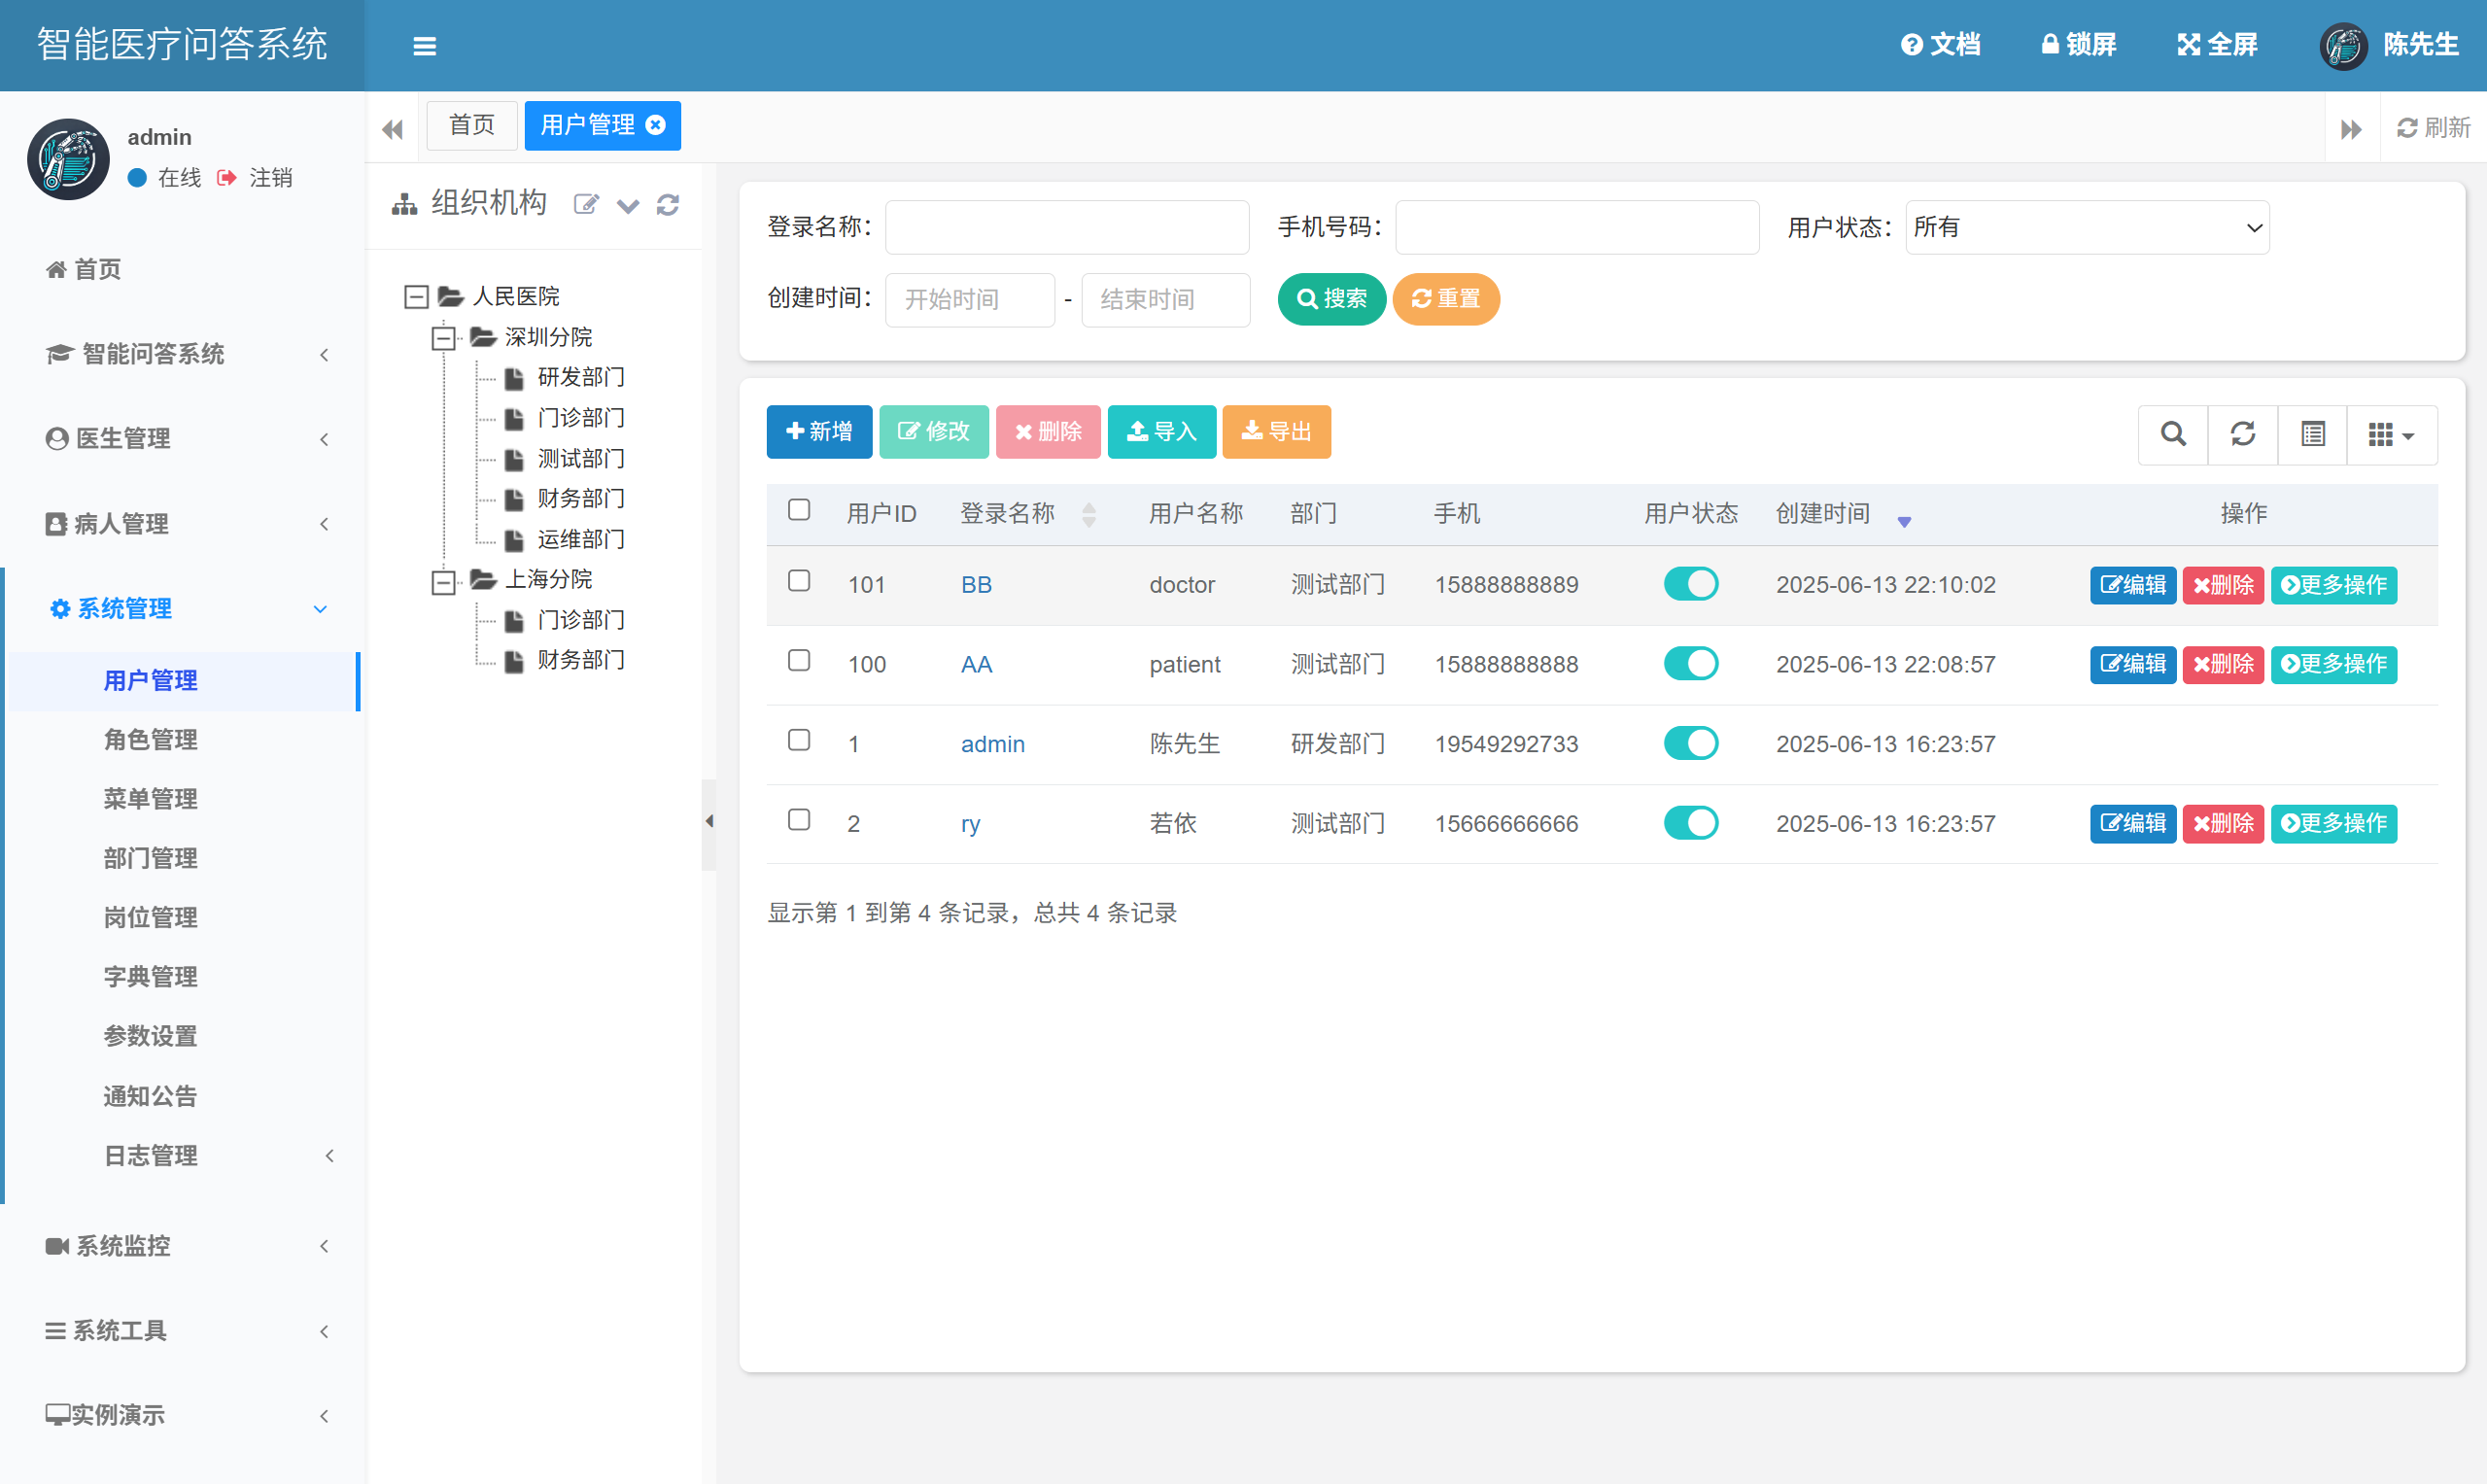 智能医疗问答系统
文档 锁屏 全屏 陈先生
admin
在线 注销
首页
智能问答系统
医生管理
病人管理
系统管理
用户管理
角色管理
菜单管理
部门管理
岗位管理
字典管理
参数设置
通知公告
日志管理
系统监控
系统工具
实例演示
首页 用户管理 刷新
组织机构
人民医院
深圳分院
研发部门
门诊部门
测试部门
财务部门
运维部门
上海分院
门诊部门
财务部门
登录名称： 手机号码： 用户状态： 所有
创建时间： 开始时间 - 结束时间 搜索 重置
新增 修改 删除 导入 导出
用户ID 登录名称 用户名称 部门 手机 用户状态 创建时间 操作
101 BB doctor 测试部门 15888888889 2025-06-13 22:10:02 编辑 删除 更多操作
100 AA patient 测试部门 15888888888 2025-06-13 22:08:57 编辑 删除 更多操作
1 admin 陈先生 研发部门 19549292733 2025-06-13 16:23:57
2 ry 若依 测试部门 15666666666 2025-06-13 16:23:57 编辑 删除 更多操作
显示第 1 到第 4 条记录，总共 4 条记录